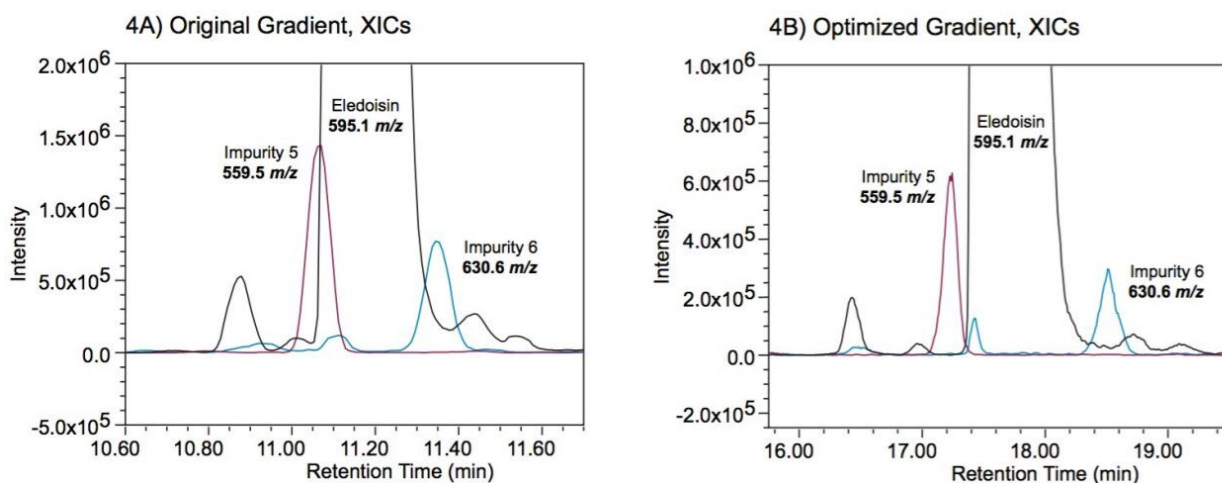 4A) Original Gradient, XICs
2.0x10⁶
1.5x10⁶
1.0x10⁶
5.0x10⁵
0.0
-5.0x10⁵
Intensity
Impurity 5
559.5 m/z
Eledoisin
595.1 m/z
Impurity 6
630.6 m/z
10.60
10.80
11.00
11.20
11.40
11.60
Retention Time (min)
4B) Optimized Gradient, XICs
1.0x10⁶
8.0x10⁵
6.0x10⁵
4.0x10⁵
2.0x10⁵
0.0
-2.0x10⁵
Intensity
Impurity 5
559.5 m/z
Eledoisin
595.1 m/z
Impurity 6
630.6 m/z
16.00
17.00
18.00
19.00
Retention Time (min)